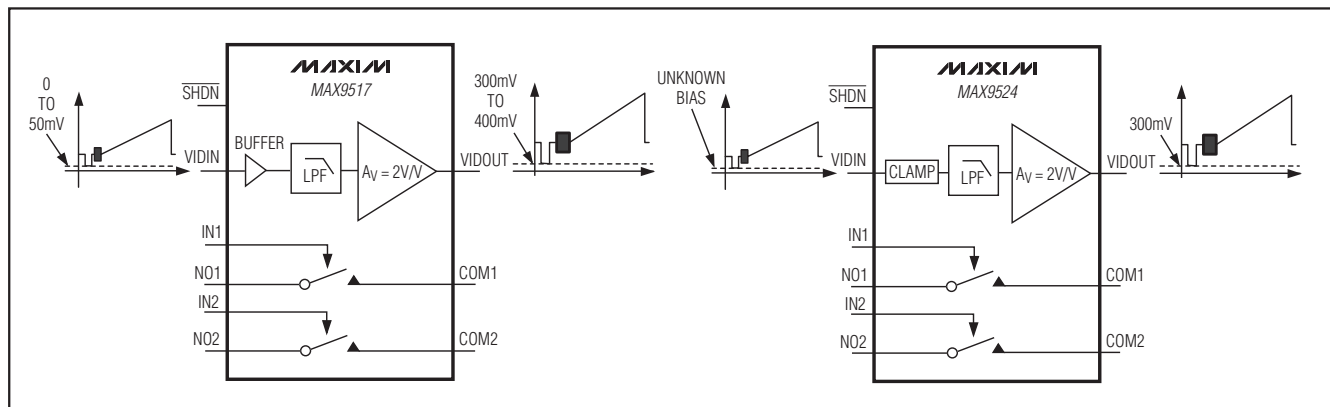 0
TO
50mV
SHDN
VIDIN
MAXIM
MAX9517
BUFFER
LPF
AV = 2V/V
VIDOUT
300mV
TO
400mV
IN1
NO1
IN2
NO2
COM1
COM2
UNKNOWN
BIAS
SHDN
VIDIN
MAXIM
MAX9524
CLAMP
LPF
AV = 2V/V
VIDOUT
300mV
IN1
NO1
IN2
NO2
COM1
COM2